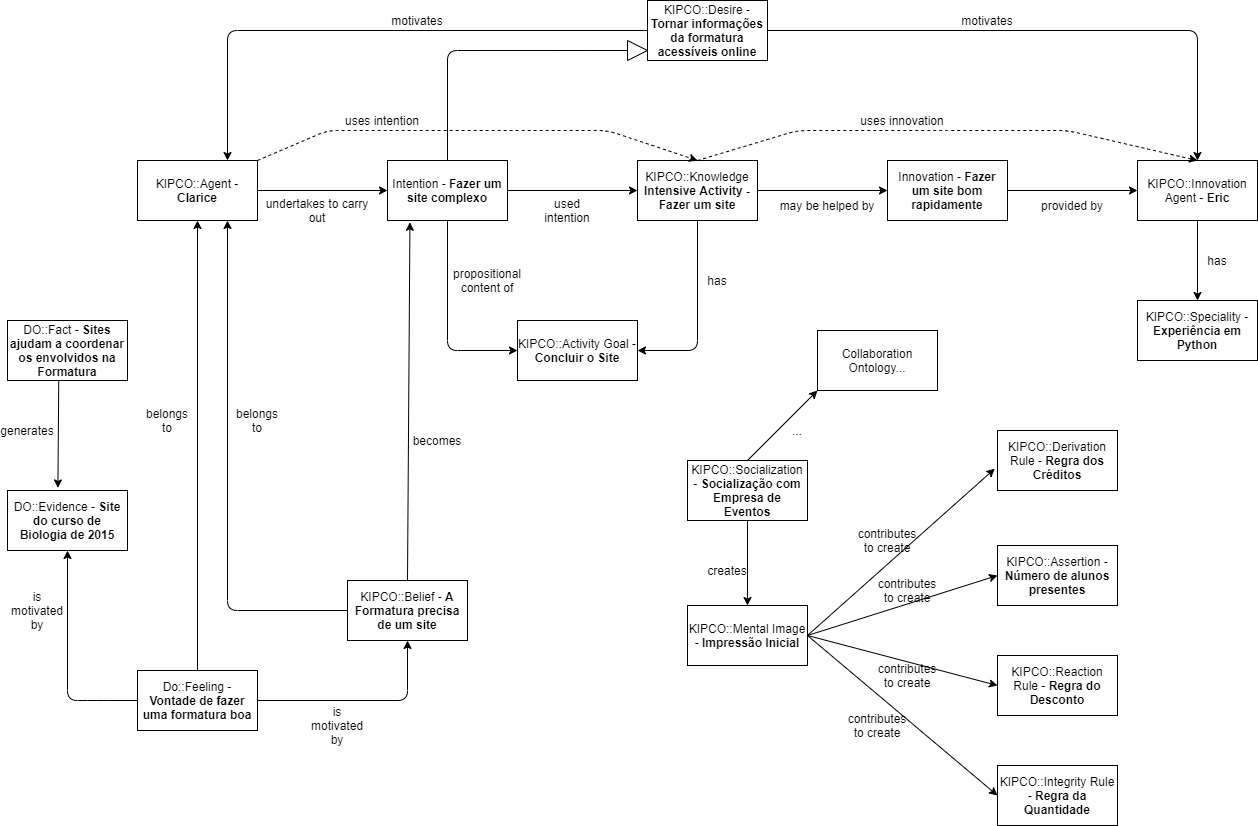 KIPCO::Desire -
Tornar informações
da formatura
acessíveis online
motivates
motivates
uses intention
uses innovation
KIPCO::Agent -
Clarice
undertakes to carry
out
Intention - Fazer um
site complexo
used
intention
KIPCO::Knowledge
Intensive Activity -
Fazer um site
may be helped by
Innovation - Fazer
um site bom
rapidamente
provided by
KIPCO::Innovation
Agent - Eric
propositional
content of
has
has
KIPCO::Activity Goal -
Concluir o Site
KIPCO::Speciality -
Experiência em
Python
DO::Fact - Sites
ajudam a coordenar
os envolvidos na
Formatura
generates
belongs
to
belongs
to
becomes
DO::Evidence - Site
do curso de
Biologia de 2015
is
motivated
by
KIPCO::Belief - A
Formatura precisa
de um site
Do::Feeling -
Vontade de fazer
uma formatura boa
is
motivated
by
Collaboration
Ontology...
...
KIPCO::Socialization
- Socialização com
Empresa de
Eventos
creates
KIPCO::Mental Image
- Impressão Inicial
contributes
to create
KIPCO::Derivation
Rule - Regra dos
Créditos
contributes
to create
KIPCO::Assertion -
Número de alunos
presentes
contributes
to create
KIPCO::Reaction
Rule - Regra do
Desconto
contributes
to create
KIPCO::Integrity Rule
- Regra da
Quantidade